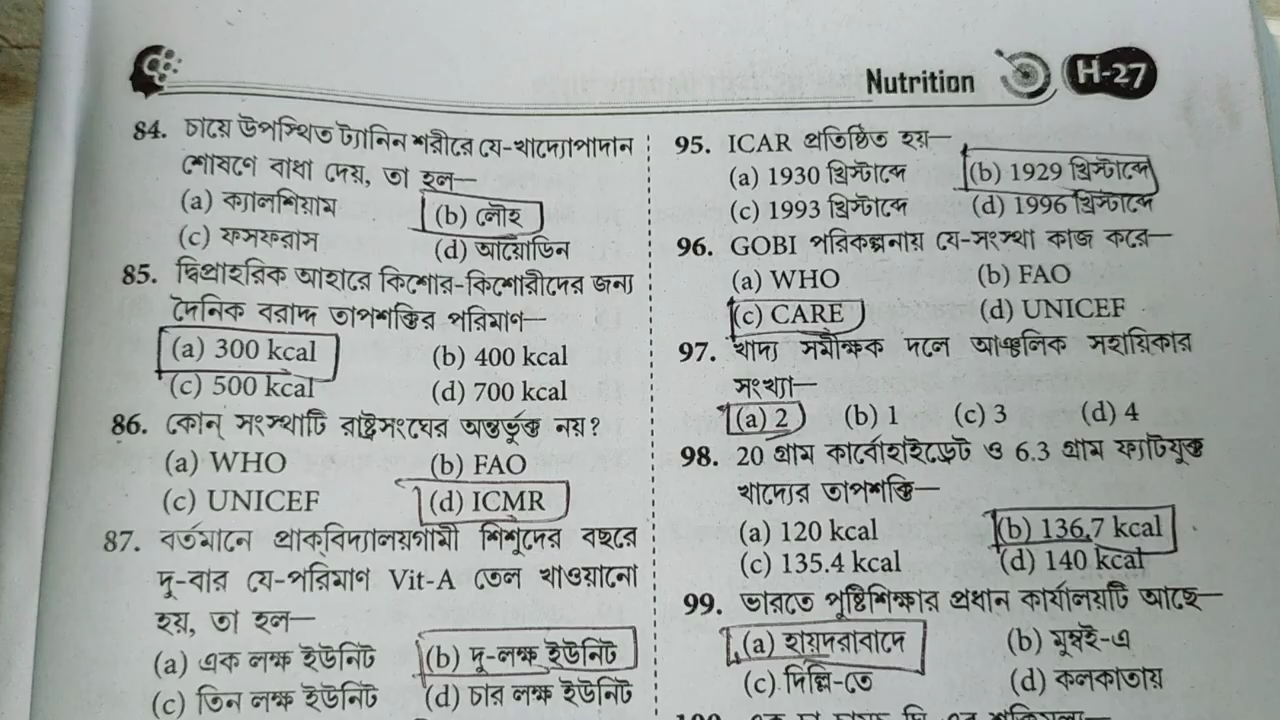 Nutrition H-27
84. চায়ে উপস্থিত ট্যানিন শরীরে যে-খাদ্যোপাদান
শোষণে বাধা দেয়, তা হল—
(a) ক্যালশিয়াম (b) লৌহ
(c) ফসফরাস (d) আয়োডিন
85. দ্বিপ্রাহরিক আহারে কিশোর-কিশোরীদের জন্য
দৈনিক বরাদ্দ তাপশক্তির পরিমাণ—
(a) 300 kcal (b) 400 kcal
(c) 500 kcal (d) 700 kcal
86. কোন্ সংস্থাটি রাষ্ট্রসংঘের অন্তর্ভুক্ত নয়?
(a) WHO (b) FAO
(c) UNICEF (d) ICMR
87. বর্তমানে প্রাক্‌বিদ্যালয়গামী শিশুদের বছরে
দু-বার যে-পরিমাণ Vit-A তেল খাওয়ানো
হয়, তা হল—
(a) এক লক্ষ ইউনিট (b) দু-লক্ষ ইউনিট
(c) তিন লক্ষ ইউনিট (d) চার লক্ষ ইউনিট
95. ICAR প্রতিষ্ঠিত হয়—
(a) 1930 খ্রিস্টাব্দে (b) 1929 খ্রিস্টাব্দে
(c) 1993 খ্রিস্টাব্দে (d) 1996 খ্রিস্টাব্দে
96. GOBI পরিকল্পনায় যে-সংস্থা কাজ করে—
(a) WHO (b) FAO
(c) CARE (d) UNICEF
97. খাদ্য সমীক্ষক দলে আঞ্চলিক সহায়িকার
সংখ্যা—
(a) 2 (b) 1 (c) 3 (d) 4
98. 20 গ্রাম কার্বোহাইড্রেট ও 6.3 গ্রাম ফ্যাটযুক্ত
খাদ্যের তাপশক্তি—
(a) 120 kcal (b) 136.7 kcal
(c) 135.4 kcal (d) 140 kcal
99. ভারতে পুষ্টিশিক্ষার প্রধান কার্যালয়টি আছে—
(a) হায়দরাবাদে (b) মুম্বই-এ
(c) দিল্লি-তে (d) কলকাতায়